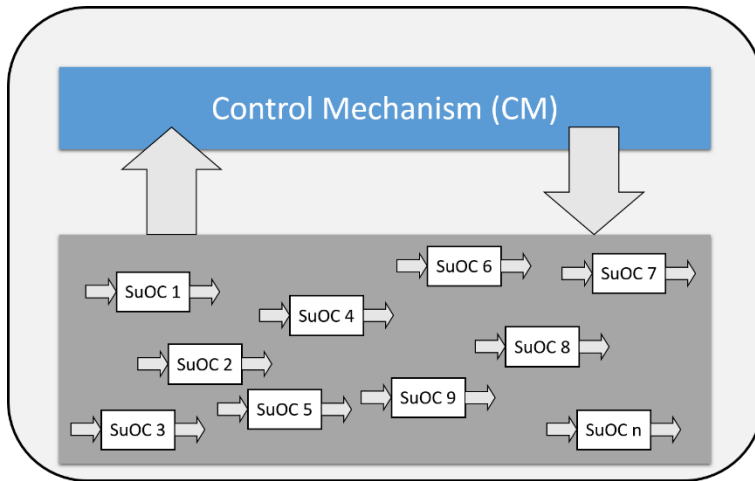 Control Mechanism (CM)
SuOC 1
SuOC 2
SuOC 3
SuOC 4
SuOC 5
SuOC 6
SuOC 7
SuOC 8
SuOC 9
SuOC n